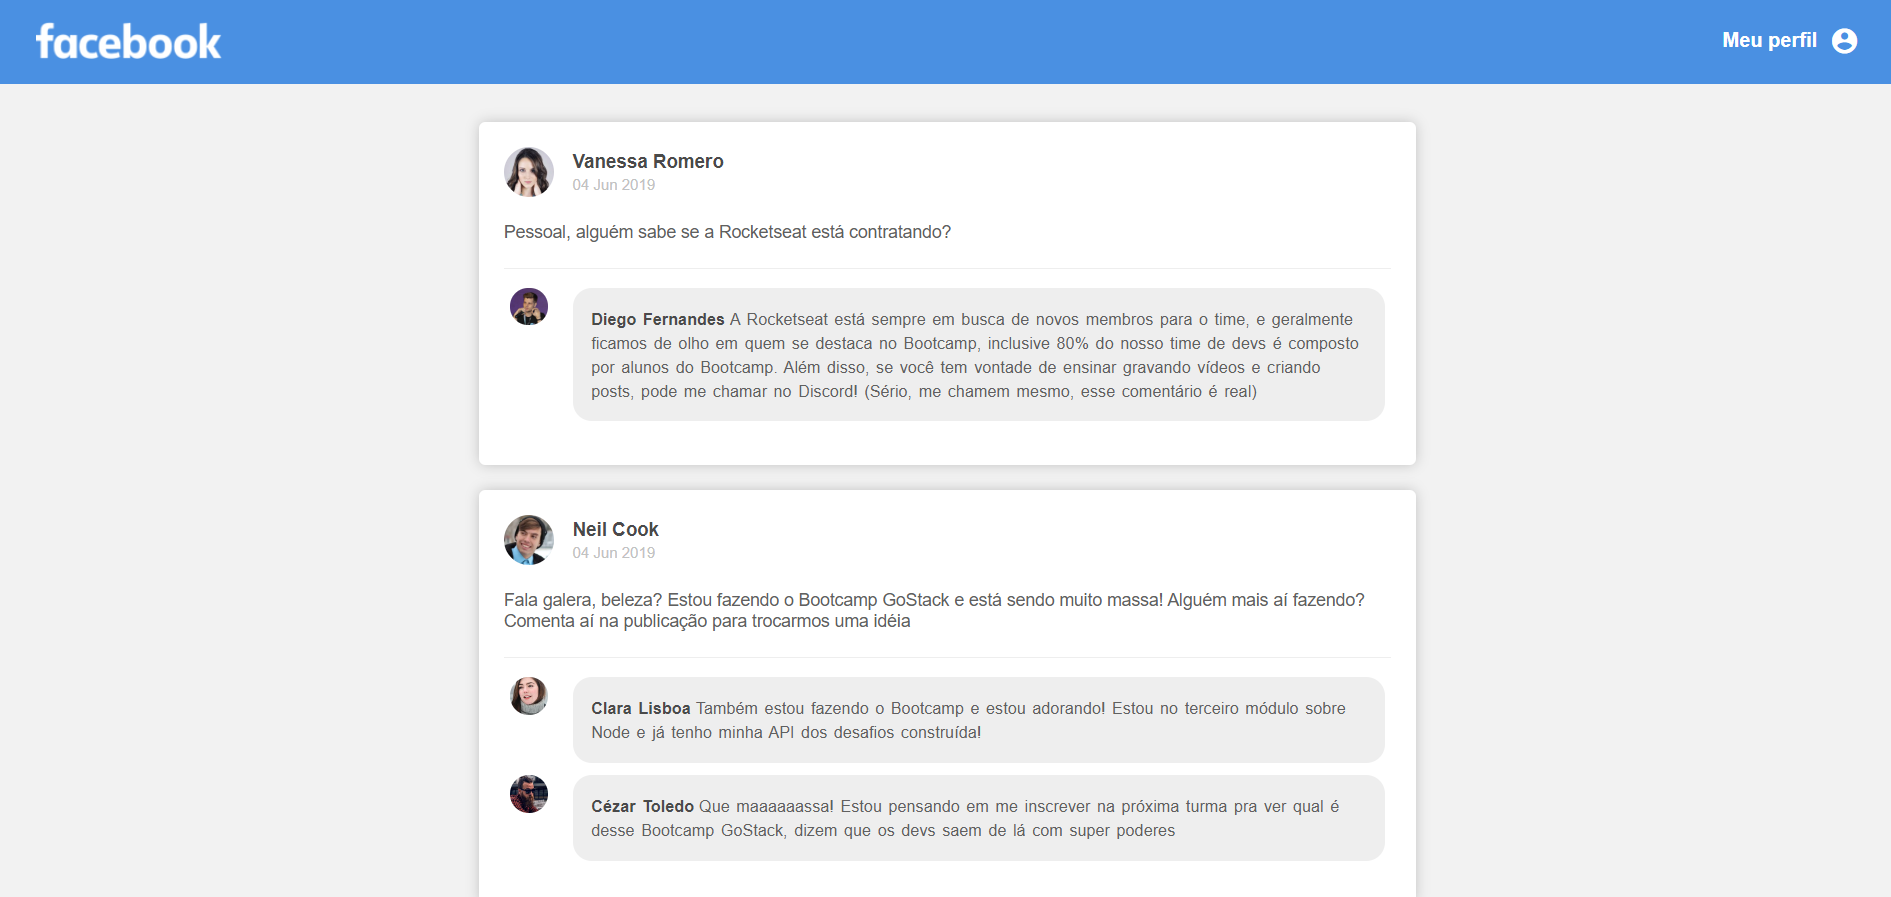 facebook
Meu perfil
Vanessa Romero
04 Jun 2019
Pessoal, alguém sabe se a Rocketseat está contratando?
Diego Fernandes A Rocketseat está sempre em busca de novos membros para o time, e geralmente
ficamos de olho em quem se destaca no Bootcamp, inclusive 80% do nosso time de devs é composto
por alunos do Bootcamp. Além disso, se você tem vontade de ensinar gravando vídeos e criando
posts, pode me chamar no Discord! (Sério, me chamem mesmo, esse comentário é real)
Neil Cook
04 Jun 2019
Fala galera, beleza? Estou fazendo o Bootcamp GoStack e está sendo muito massa! Alguém mais aí fazendo?
Comenta aí na publicação para trocarmos uma idéia
Clara Lisboa Também estou fazendo o Bootcamp e estou adorando! Estou no terceiro módulo sobre
Node e já tenho minha API dos desafios construída!
Cézar Toledo Que maaaaaassa! Estou pensando em me inscrever na próxima turma pra ver qual é
desse Bootcamp GoStack, dizem que os devs saem de lá com super poderes